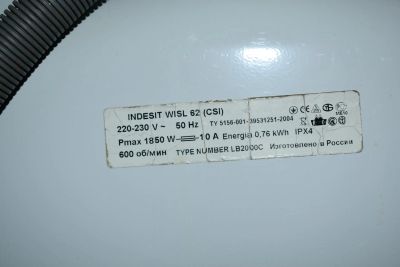 INDESIT WISL 62 (CSI)
220-230 V ~ 50 Hz TY 5156-001-39531251-2004
Pmax 1850 W 10 A Energia 0,76 kWh IPX4
600 об/мин TYPE NUMBER LB2000C Изготовлено в России